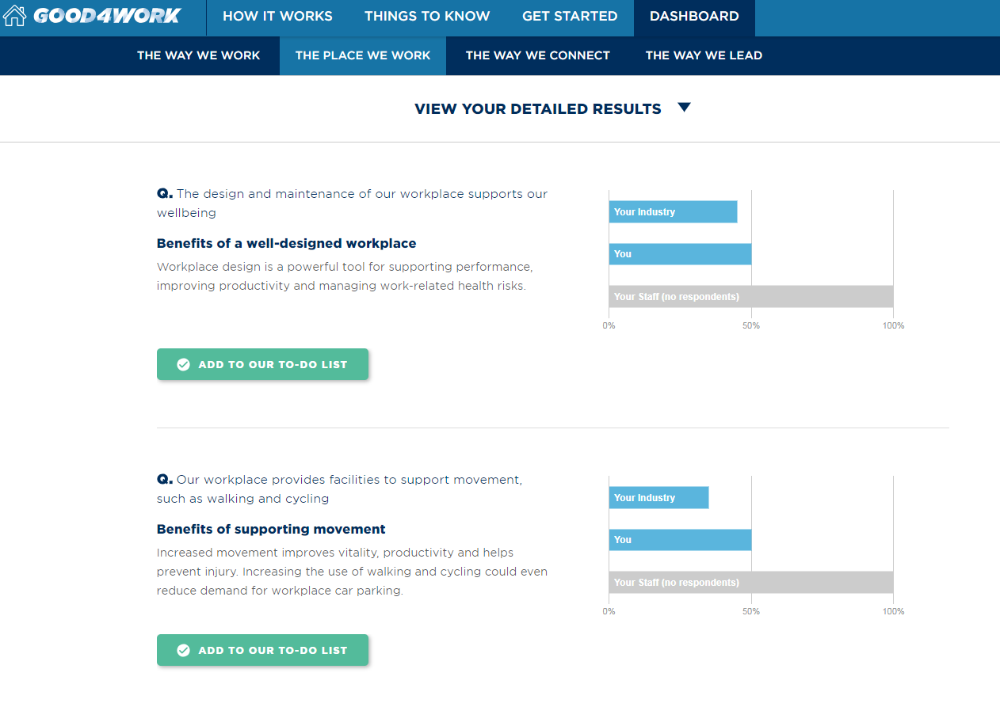 GOOD4WORK
HOW IT WORKS
THINGS TO KNOW
GET STARTED
DASHBOARD
THE WAY WE WORK
THE PLACE WE WORK
THE WAY WE CONNECT
THE WAY WE LEAD
VIEW YOUR DETAILED RESULTS
Q. The design and maintenance of our workplace supports our
wellbeing
Benefits of a well-designed workplace
Workplace design is a powerful tool for supporting performance,
improving productivity and managing work-related health risks.
ADD TO OUR TO-DO LIST
Your Industry
You
Your Staff (no respondents)
0% 50% 100%
Q. Our workplace provides facilities to support movement,
such as walking and cycling
Benefits of supporting movement
Increased movement improves vitality, productivity and helps
prevent injury. Increasing the use of walking and cycling could even
reduce demand for workplace car parking.
ADD TO OUR TO-DO LIST
Your Industry
You
Your Staff (no respondents)
0% 50% 100%